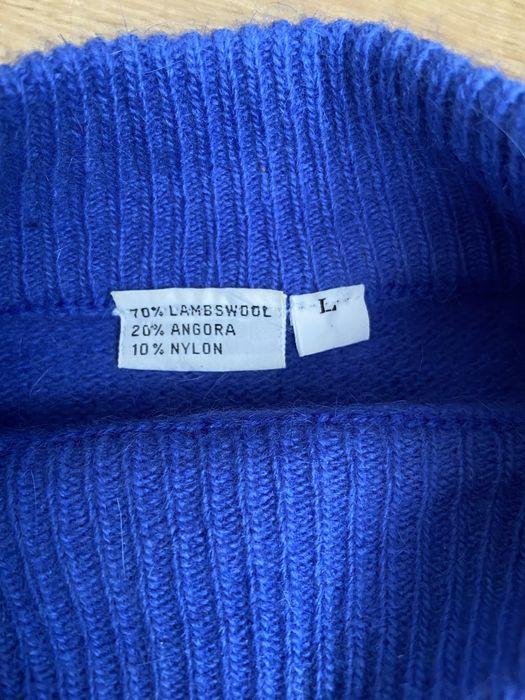 70% LAMBSWOOL
20% ANGORA
10% NYLON
L